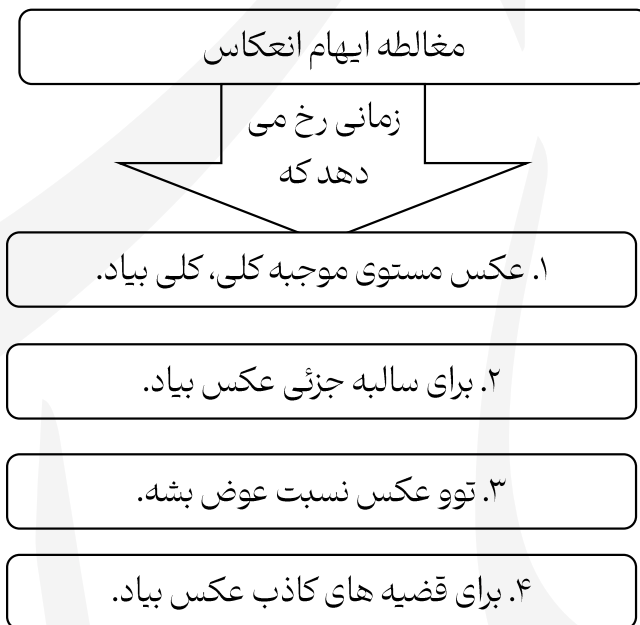 مغالطه ایهام انعکاس
زمانی رخ می
دهد که
۱. عکس مستوی موجبه کلی، کلی بیاد.
۲. برای سالبه جزئی عکس بیاد.
۳. توو عکس نسبت عوض بشه.
۴. برای قضیه های کاذب عکس بیاد.